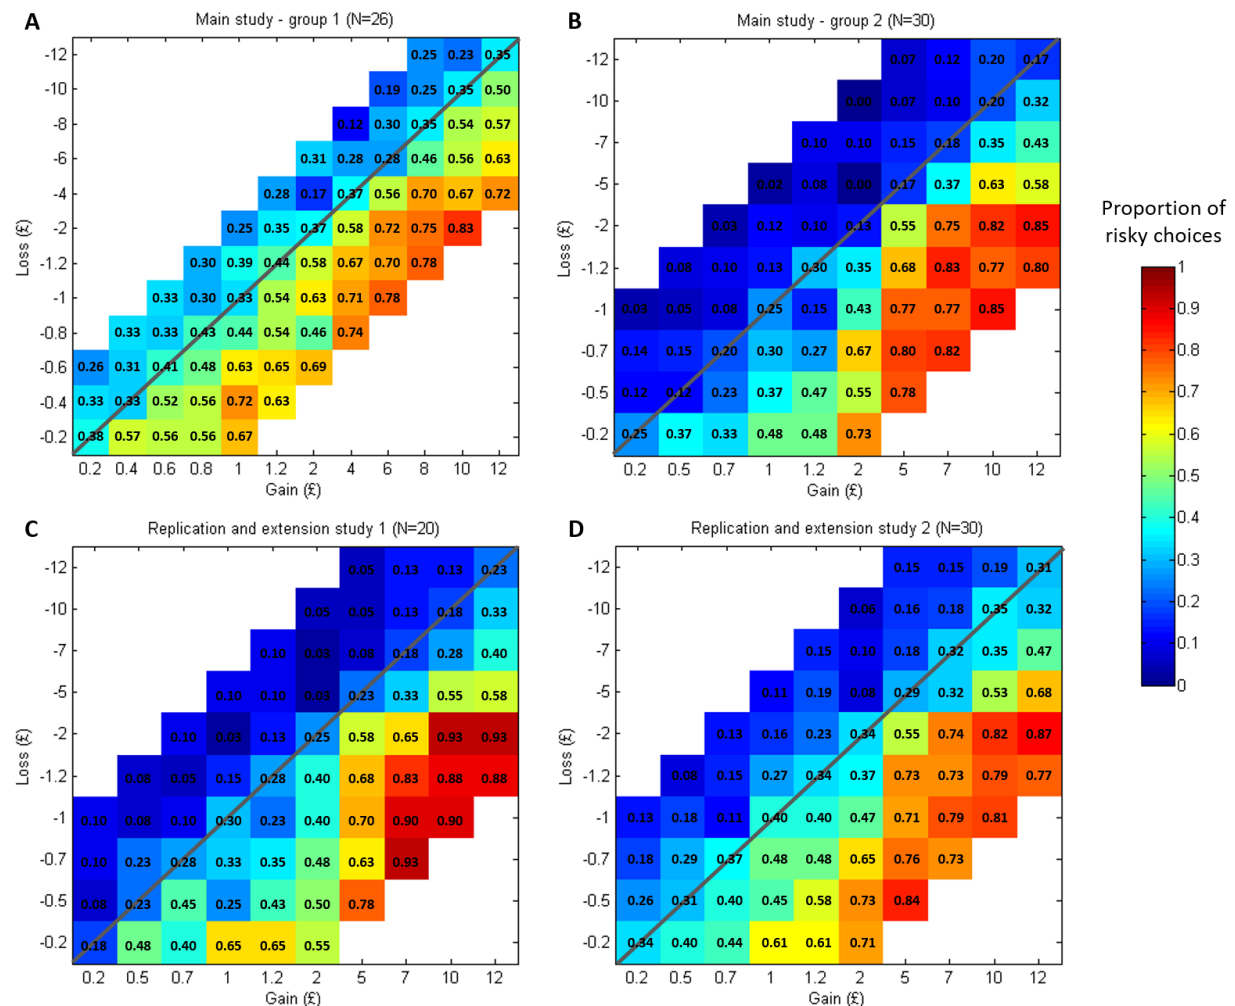 A
Main study - group 1 (N=26)
-12 0.25 0.23 0.35
-10 0.19 0.25 0.35 0.50
-8 0.12 0.30 0.35 0.54 0.57
-6 0.31 0.28 0.28 0.46 0.56 0.63
-4 0.28 0.17 0.37 0.56 0.70 0.67 0.72
-2 0.25 0.35 0.37 0.58 0.72 0.75 0.83
-1.2 0.30 0.39 0.44 0.58 0.67 0.70 0.78
-1 0.33 0.30 0.33 0.54 0.63 0.71 0.78
-0.8 0.33 0.33 0.43 0.44 0.54 0.46 0.74
-0.6 0.26 0.31 0.41 0.48 0.63 0.65 0.69
-0.4 0.33 0.33 0.52 0.56 0.72 0.63
-0.2 0.38 0.57 0.56 0.56 0.67
0.2 0.4 0.6 0.8 1 1.2 2 4 6 8 10 12
Loss (£)
Gain (£)
B
Main study - group 2 (N=30)
-12 0.07 0.12 0.20 0.17
-10 0.00 0.07 0.10 0.20 0.32
-7 0.10 0.10 0.15 0.18 0.35 0.43
-5 0.02 0.08 0.00 0.17 0.37 0.63 0.58
-2 0.03 0.12 0.10 0.13 0.55 0.75 0.82 0.85
-1.2 0.08 0.10 0.13 0.30 0.35 0.68 0.83 0.77 0.80
-1 0.03 0.05 0.08 0.25 0.15 0.43 0.77 0.77 0.85
-0.7 0.14 0.15 0.20 0.30 0.27 0.67 0.80 0.82
-0.5 0.12 0.12 0.23 0.37 0.47 0.55 0.78
-0.2 0.25 0.37 0.33 0.48 0.48 0.73
0.2 0.5 0.7 1 1.2 2 5 7 10 12
Loss (£)
Gain (£)
Proportion of
risky choices
1
0.9
0.8
0.7
0.6
0.5
0.4
0.3
0.2
0.1
0
C
Replication and extension study 1 (N=20)
-12 0.05 0.13 0.13 0.23
-10 0.05 0.05 0.13 0.18 0.33
-7 0.10 0.03 0.08 0.18 0.28 0.40
-5 0.10 0.10 0.03 0.23 0.33 0.55 0.58
-2 0.10 0.03 0.13 0.25 0.58 0.65 0.93 0.93
-1.2 0.08 0.05 0.15 0.28 0.40 0.68 0.83 0.88 0.88
-1 0.10 0.08 0.10 0.30 0.23 0.40 0.70 0.90 0.90
-0.7 0.10 0.23 0.28 0.33 0.35 0.48 0.63 0.93
-0.5 0.08 0.23 0.45 0.25 0.43 0.50 0.78
-0.2 0.18 0.48 0.40 0.65 0.65 0.55
0.2 0.5 0.7 1 1.2 2 5 7 10 12
Loss (£)
Gain (£)
D
Replication and extension study 2 (N=30)
-12 0.15 0.15 0.19 0.31
-10 0.06 0.16 0.18 0.35 0.32
-7 0.15 0.10 0.18 0.32 0.35 0.47
-5 0.11 0.19 0.08 0.29 0.32 0.53 0.68
-2 0.13 0.16 0.23 0.34 0.55 0.74 0.82 0.87
-1.2 0.08 0.15 0.27 0.34 0.37 0.73 0.73 0.79 0.77
-1 0.13 0.18 0.11 0.40 0.40 0.47 0.71 0.79 0.81
-0.7 0.18 0.29 0.37 0.48 0.48 0.65 0.76 0.73
-0.5 0.26 0.31 0.40 0.45 0.58 0.73 0.84
-0.2 0.34 0.40 0.44 0.61 0.61 0.71
0.2 0.5 0.7 1 1.2 2 5 7 10 12
Loss (£)
Gain (£)